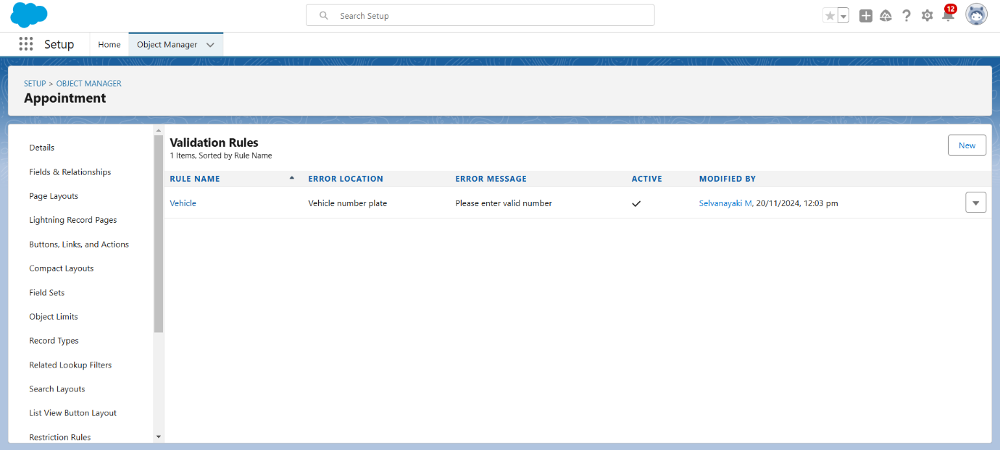 Search Setup
12
Setup
Home
Object Manager
SETUP > OBJECT MANAGER
Appointment
Details
Fields & Relationships
Page Layouts
Lightning Record Pages
Buttons, Links, and Actions
Compact Layouts
Field Sets
Object Limits
Record Types
Related Lookup Filters
Search Layouts
List View Button Layout
Restriction Rules
Validation Rules
1 Items, Sorted by Rule Name
New
RULE NAME ERROR LOCATION ERROR MESSAGE ACTIVE MODIFIED BY
Vehicle Vehicle number plate Please enter valid number Selvanayaki M, 20/11/2024, 12:03 pm